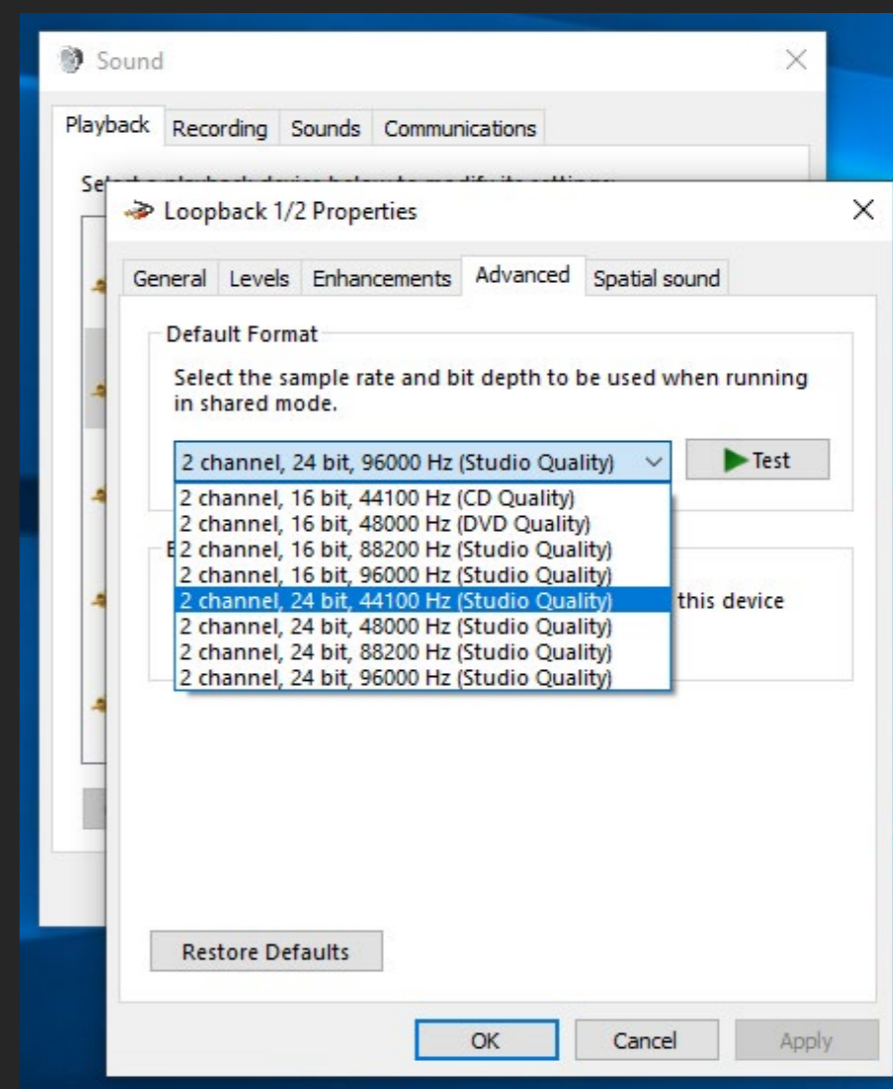 Sound
Playback Recording Sounds Communications
Loopback 1/2 Properties
General Levels Enhancements Advanced Spatial sound
Default Format
Select the sample rate and bit depth to be used when running
in shared mode.
2 channel, 24 bit, 96000 Hz (Studio Quality) Test
2 channel, 16 bit, 44100 Hz (CD Quality)
2 channel, 16 bit, 48000 Hz (DVD Quality)
2 channel, 16 bit, 88200 Hz (Studio Quality)
2 channel, 16 bit, 96000 Hz (Studio Quality)
2 channel, 24 bit, 44100 Hz (Studio Quality) this device
2 channel, 24 bit, 48000 Hz (Studio Quality)
2 channel, 24 bit, 88200 Hz (Studio Quality)
2 channel, 24 bit, 96000 Hz (Studio Quality)
Restore Defaults
OK Cancel Apply